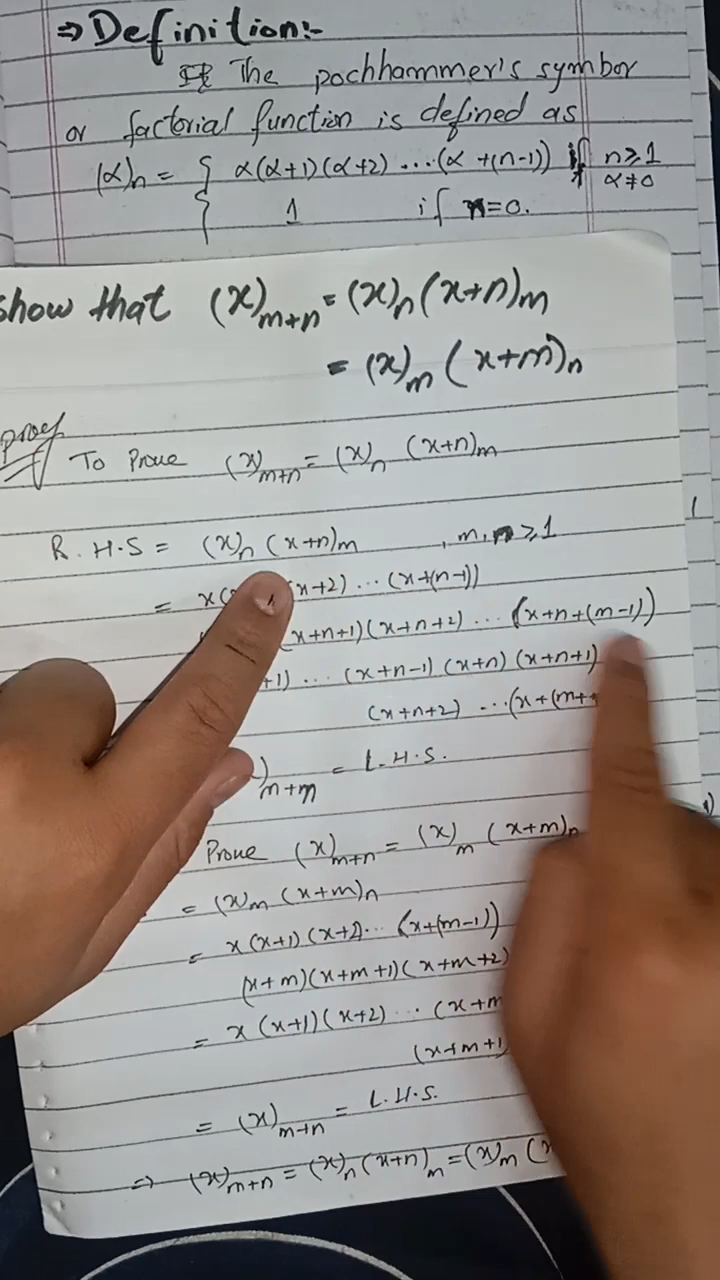 ⇒ Definition:-
The pochhammer's symbor
or factorial function is defined as
(α)n = { α(α+1)(α+2) ...(α+(n-1)) if n≥1
α≠0
{ 1 if n=0.
show that (x)m+n = (x)n (x+n)m
= (x)m (x+m)n
Proof
To Prove (x)m+n = (x)n (x+n)m
R.H.S = (x)n (x+n)m , m,n ≥1
= x( x+2) ... (x+(n-1))
(x+n+1)(x+n+2) ... (x+n+(m-1))
+1) ... (x+n-1) (x+n) (x+n+1)
(x+n+2) ...(x+(m+
)m+n = L.H.S.
Prove (x)m+n = (x)m (x+m)n
= (x)m (x+m)n
= x(x+1)(x+2)... (x+(m-1))
(x+m)(x+m+1)(x+m+2)
= x(x+1)(x+2) ... (x+m
(x+m+1)
= (x)m+n = L.H.S.
⇒ (x)m+n = (x)n (x+n)m = (x)m (x